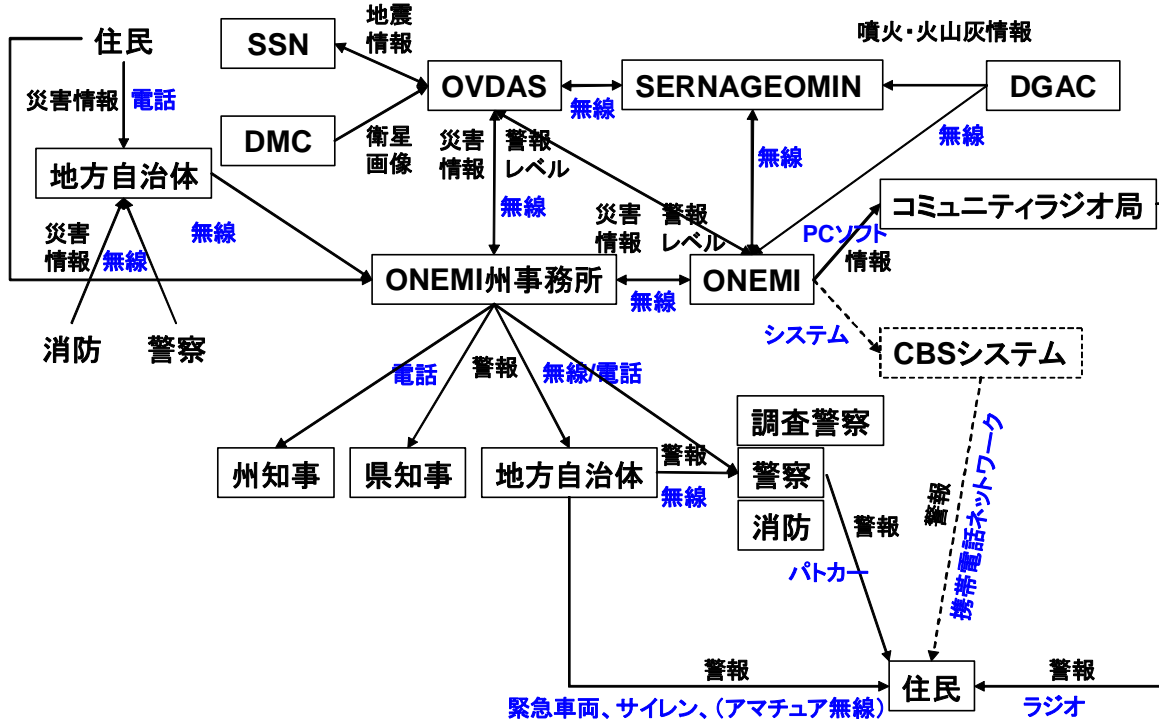 住民
SSN
地震
情報
噴火・火山灰情報
OVDAS
無線
SERNAGEOMIN
DGAC
災害情報
電話
DMC
衛星
画像
災害
情報
警報
レベル
無線
無線
無線
地方自治体
無線
災害
情報
無線
災害
情報
警報
レベル
コミュニティラジオ局
PCソフト
情報
ONEMI州事務所
無線
ONEMI
消防
警察
システム
CBSシステム
電話
警報
無線/電話
調査警察
州知事
県知事
地方自治体
警報
無線
警察
消防
警報
パトカー
警報
携帯電話ネットワーク
警報
緊急車両、サイレン、(アマチュア無線)
住民
警報
ラジオ